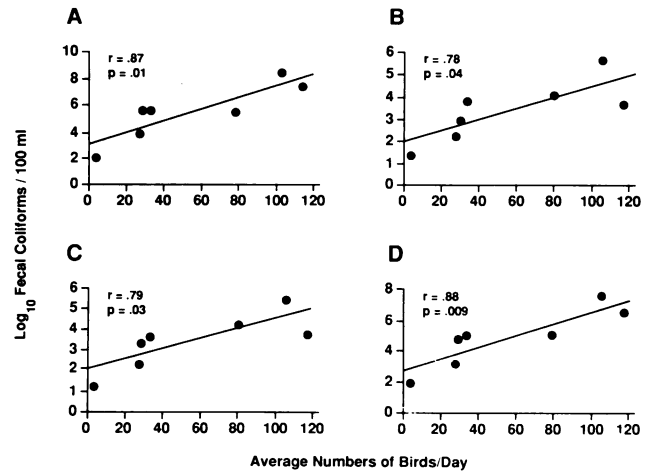 A
r = .87
p = .01
10
8
6
4
2
0
0 20 40 60 80 100 120
B
r = .78
p = .04
6
5
4
3
2
1
0
0 20 40 60 80 100 120
C
r = .79
p = .03
6
5
4
3
2
1
0
0 20 40 60 80 100 120
D
r = .88
p = .009
8
6
4
2
0
0 20 40 60 80 100 120
Log10 Fecal Coliforms / 100 ml
Average Numbers of Birds/Day